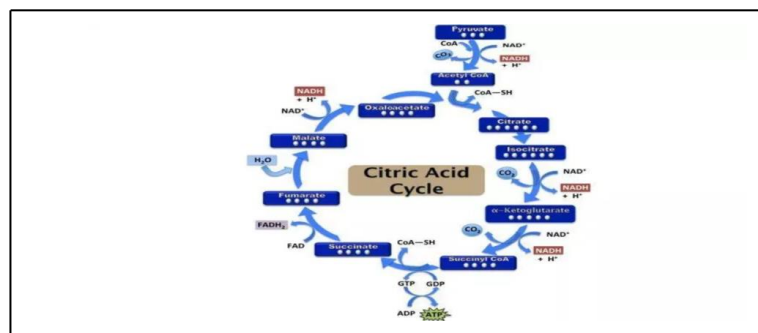 Pyruvate
CoA
NAD⁺
CO₂
NADH
+ H⁺
Acetyl CoA
CoA—SH
NADH
+ H⁺
NAD⁺
Oxaloacetate
Citrate
Malate
Isocitrate
H₂O
Citric Acid
Cycle
CO₂
NAD⁺
NADH
+ H⁺
Fumarate
α-Ketoglutarate
FADH₂
FAD
CO₂
NAD⁺
NADH
+ H⁺
Succinate
CoA—SH
Succinyl CoA
GTP
GDP
ADP
ATP